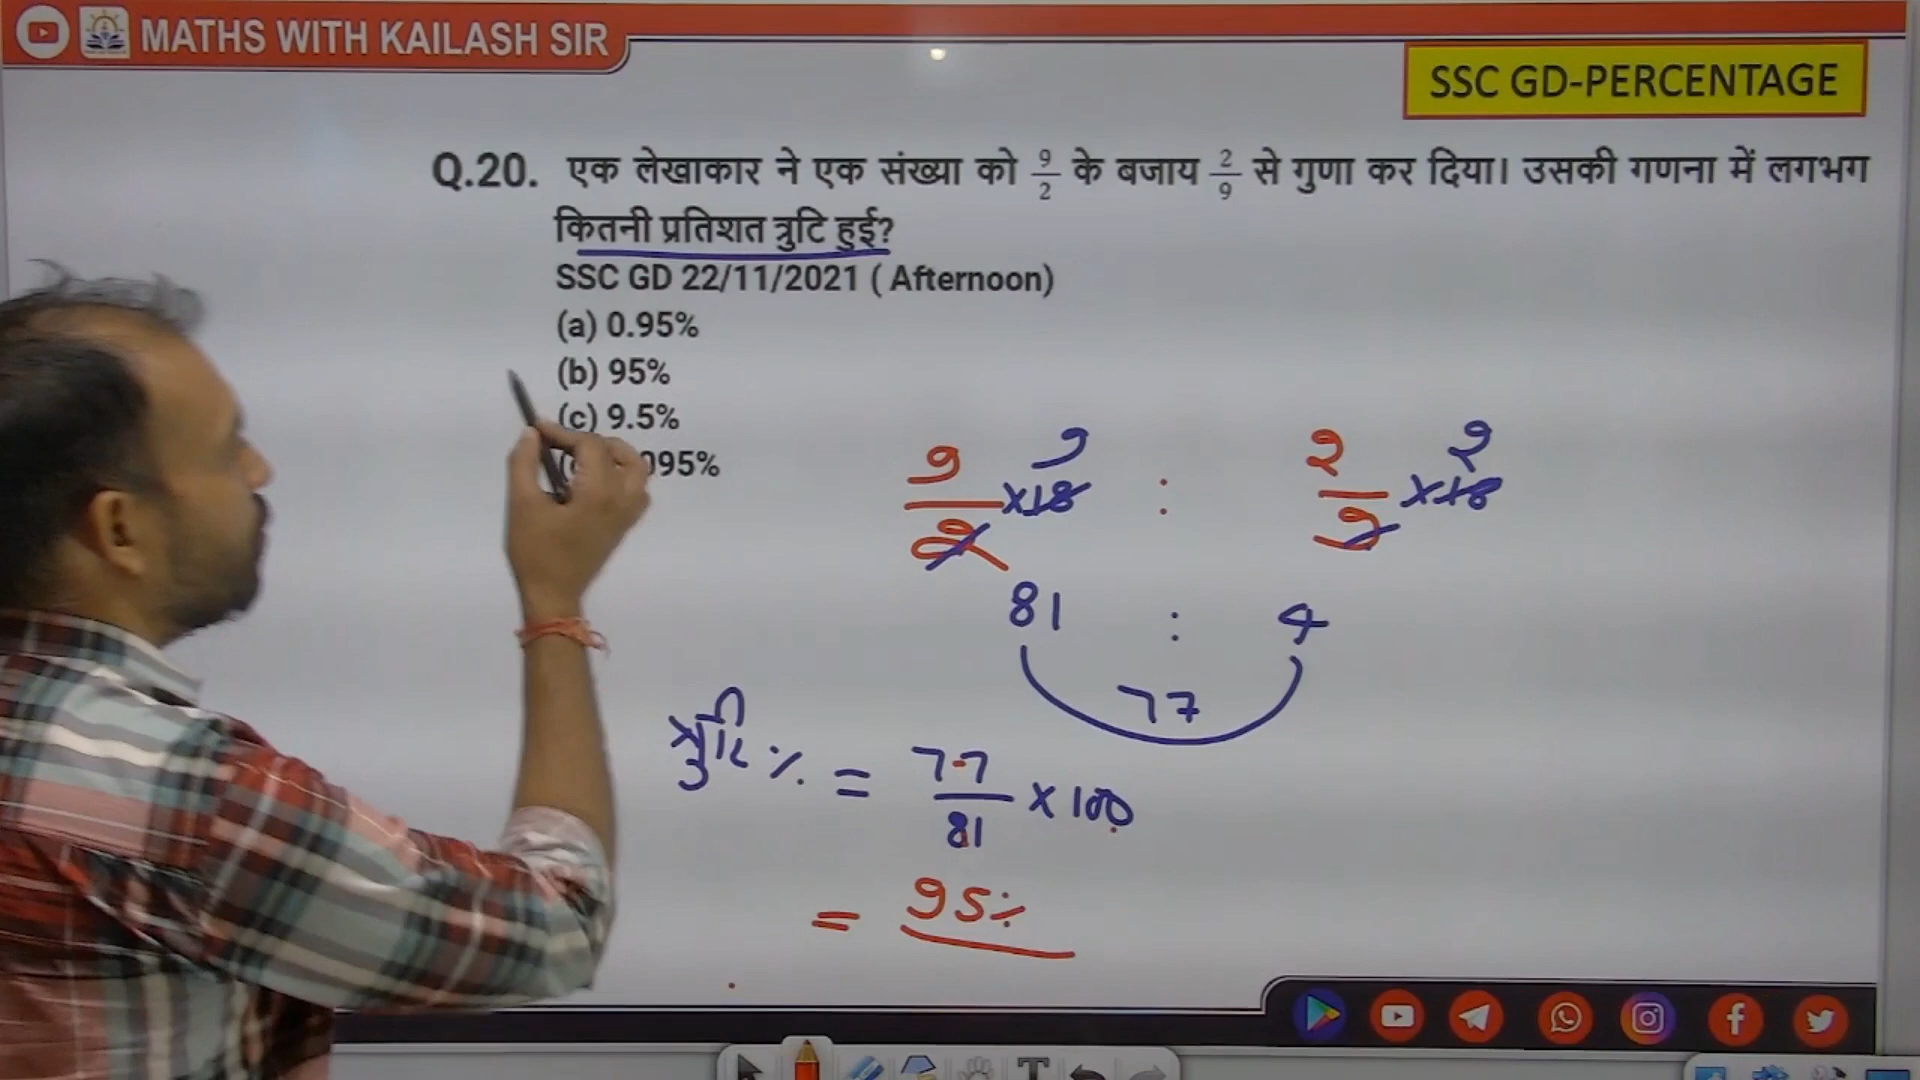 MATHS WITH KAILASH SIR
SSC GD-PERCENTAGE
Q.20. एक लेखाकार ने एक संख्या को 9/2 के बजाय 2/9 से गुणा कर दिया। उसकी गणना में लगभग
कितनी प्रतिशत त्रुटि हुई?
SSC GD 22/11/2021 ( Afternoon)
(a) 0.95%
(b) 95%
(c) 9.5%
095%
9/2 ×18 9 : 2/9 ×18 2
81 : 4
77
त्रुटि % = 77/81 × 100
= 95%